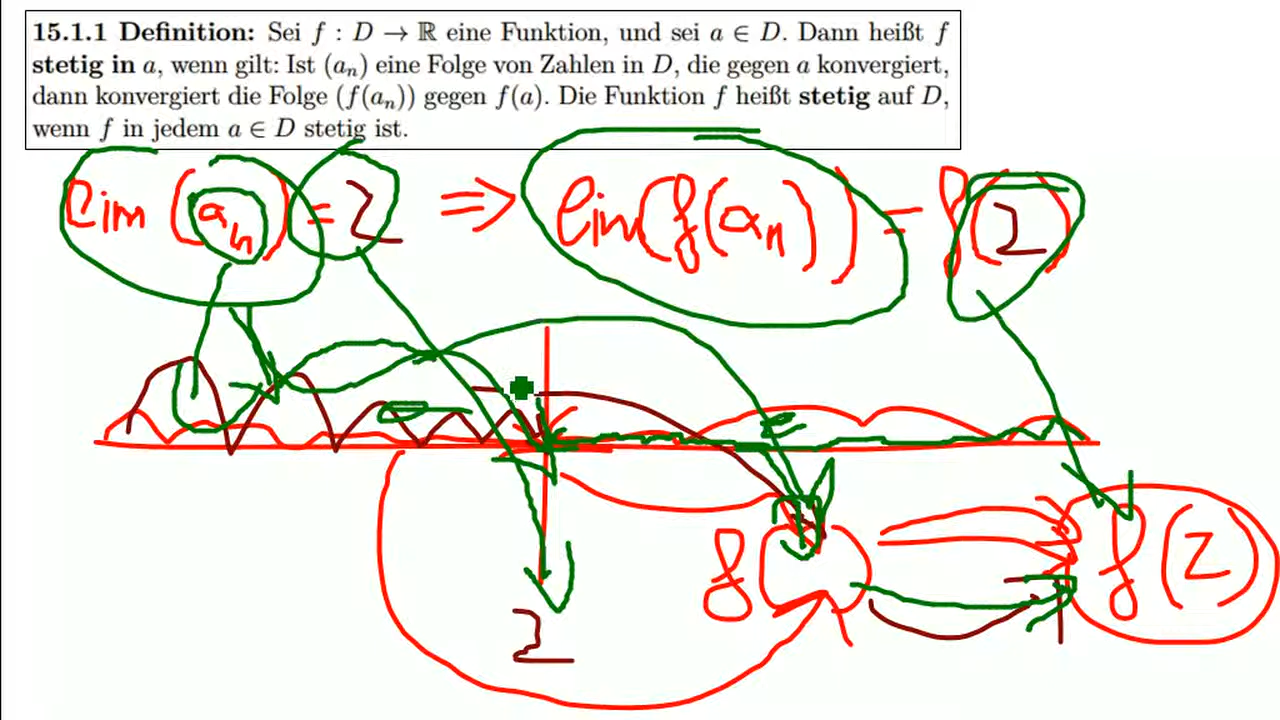 15.1.1 Definition: Sei f : D → ℝ eine Funktion, und sei a ∈ D. Dann heißt f
stetig in a, wenn gilt: Ist (aₙ) eine Folge von Zahlen in D, die gegen a konvergiert,
dann konvergiert die Folge (f(aₙ)) gegen f(a). Die Funktion f heißt stetig auf D,
wenn f in jedem a ∈ D stetig ist.
lim (aₙ) = 2 ⇒ lim (f(aₙ)) = f(2)
f f(2)
2